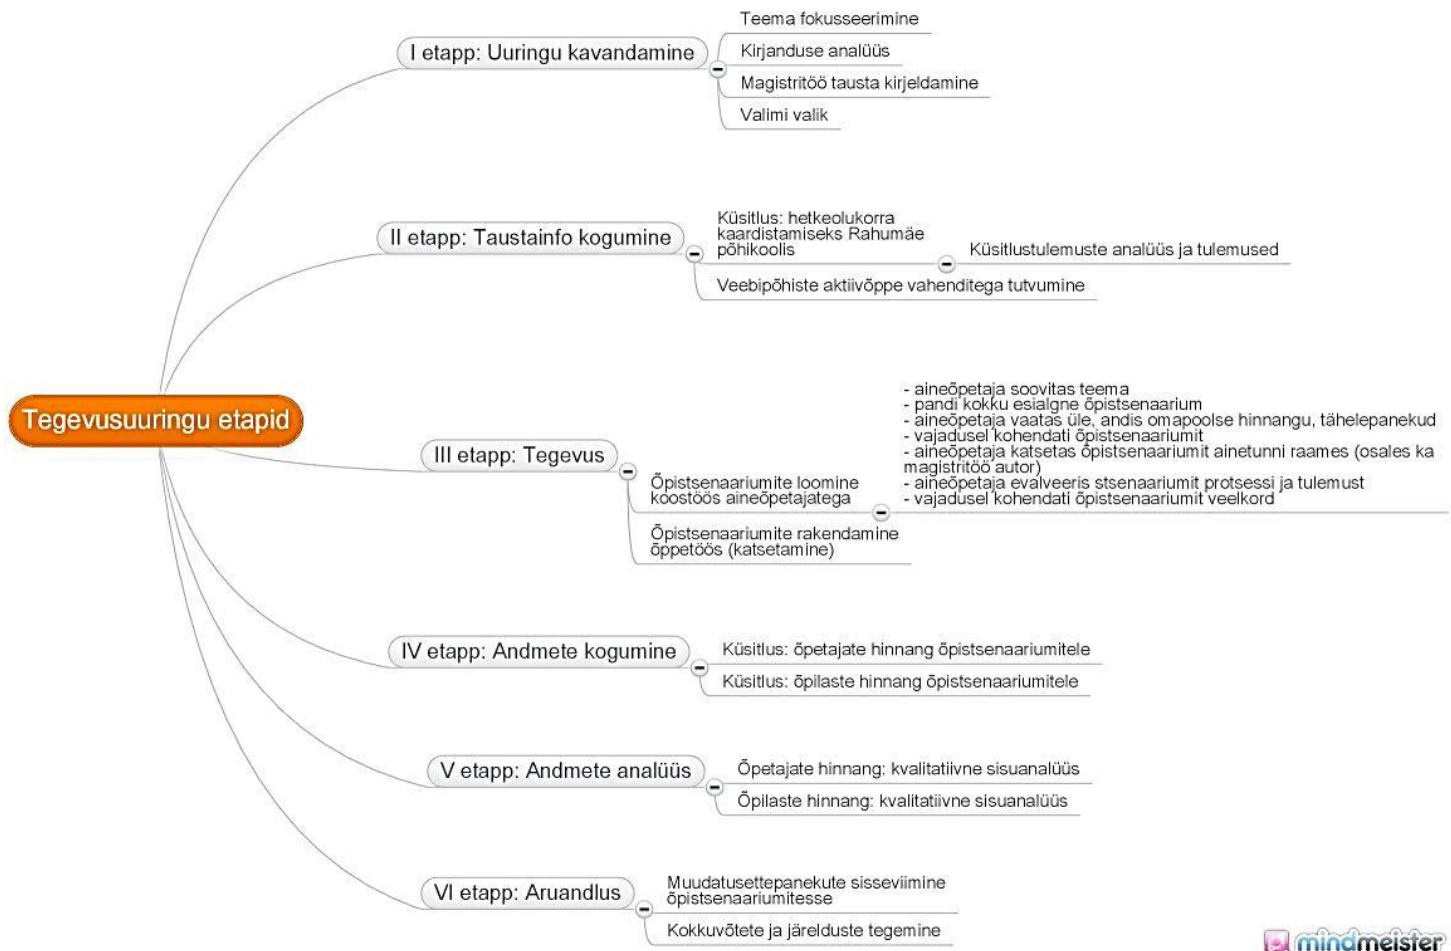 Tegevusuuringu etapid
I etapp: Uuringu kavandamine
Teema fokusseerimine
Kirjanduse analüüs
Magistritöö tausta kirjeldamine
Valimi valik
II etapp: Taustainfo kogumine
Küsitlus: hetkeolukorra
kaardistamiseks Rahumäe
põhikoolis
Küsitlustulemuste analüüs ja tulemused
Veebipõhiste aktiivõppe vahenditega tutvumine
III etapp: Tegevus
Õpistsenaariumite loomine
koostöös aineõpetajatega
- aineõpetaja soovitas teema
- pandi kokku esialgne õpistsenaarium
- aineõpetaja vaatas üle, andis omapoolse hinnangu, tähelepanekud
- vajadusel kohendati õpistsenaariumit
- aineõpetaja katsetas õpistsenaariumit ainetunni raames (osales ka
magistritöö autor)
- aineõpetaja evalveeris stsenaariumit protsessi ja tulemust
- vajadusel kohendati õpistsenaariumit veelkord
Õpistsenaariumite rakendamine
õppetöös (katsetamine)
IV etapp: Andmete kogumine
Küsitlus: õpetajate hinnang õpistsenaariumitele
Küsitlus: õpilaste hinnang õpistsenaariumitele
V etapp: Andmete analüüs
Õpetajate hinnang: kvalitatiivne sisuanalüüs
Õpilaste hinnang: kvalitatiivne sisuanalüüs
VI etapp: Aruandlus
Muudatusettepanekute sisseviimine
õpistsenaariumitesse
Kokkuvõtete ja järelduste tegemine
mindmeister